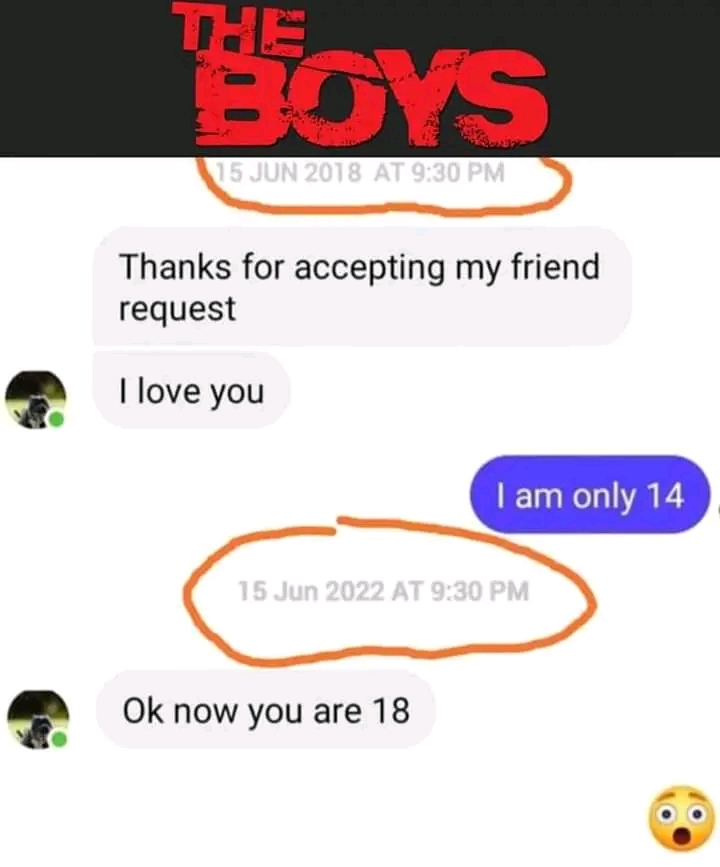 THE
BOYS
15 JUN 2018 AT 9:30 PM
Thanks for accepting my friend
request
I love you
I am only 14
15 Jun 2022 AT 9:30 PM
Ok now you are 18